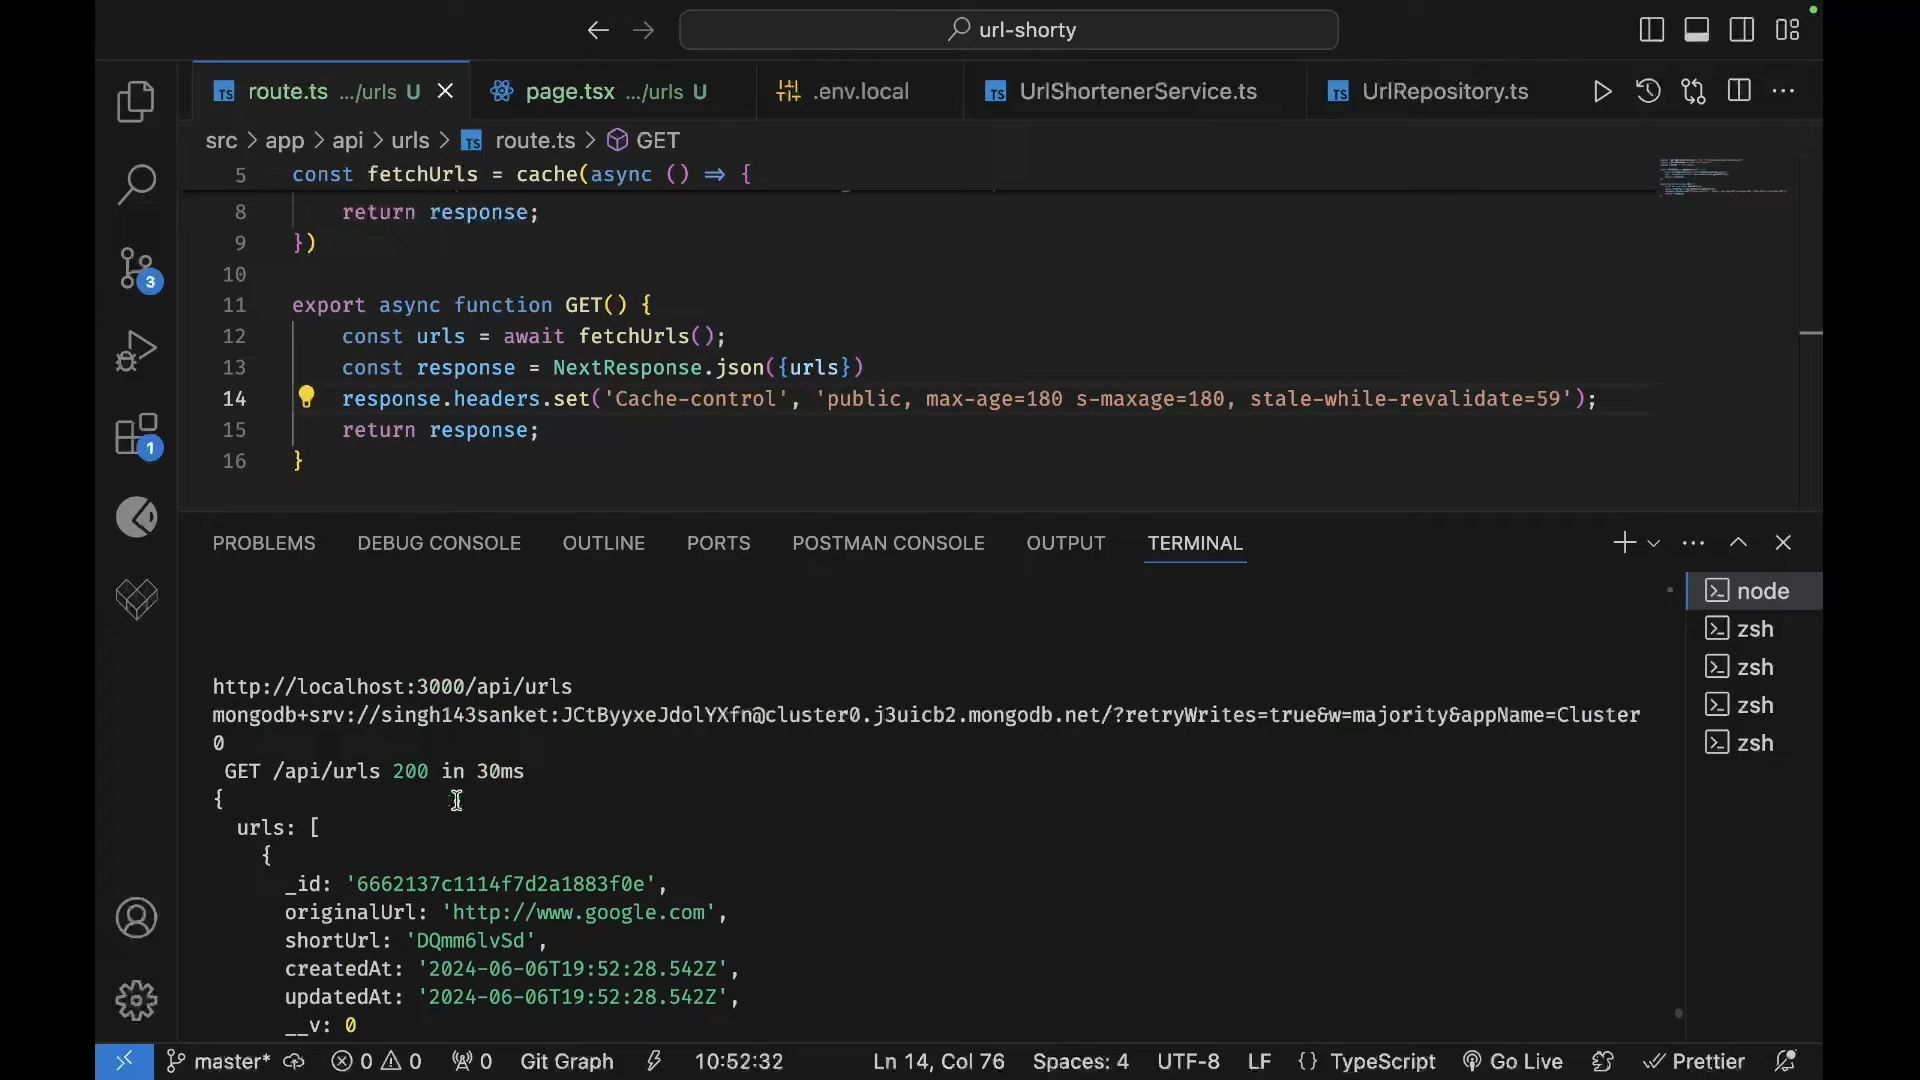 url-shorty
route.ts .../urls U
page.tsx .../urls U
.env.local
UrlShortenerService.ts
UrlRepository.ts
src > app > api > urls > route.ts > GET
5 const fetchUrls = cache(async () => {
8 return response;
9 })
10
11 export async function GET() {
12 const urls = await fetchUrls();
13 const response = NextResponse.json({urls})
14 response.headers.set('Cache-control', 'public, max-age=180 s-maxage=180, stale-while-revalidate=59');
15 return response;
16 }
3
1
PROBLEMS DEBUG CONSOLE OUTLINE PORTS POSTMAN CONSOLE OUTPUT TERMINAL
node
zsh
zsh
zsh
zsh
http://localhost:3000/api/urls
mongodb+srv://singh143sanket:JCtByyxeJdolYXfn@cluster0.j3uicb2.mongodb.net/?retryWrites=true&w=majority&appName=Cluster
0
GET /api/urls 200 in 30ms
{
urls: [
{
_id: '6662137c1114f7d2a1883f0e',
originalUrl: 'http://www.google.com',
shortUrl: 'DQmm6lvSd',
createdAt: '2024-06-06T19:52:28.542Z',
updatedAt: '2024-06-06T19:52:28.542Z',
__v: 0
master* 0 0 0 Git Graph 10:52:32 Ln 14, Col 76 Spaces: 4 UTF-8 LF {} TypeScript Go Live Prettier